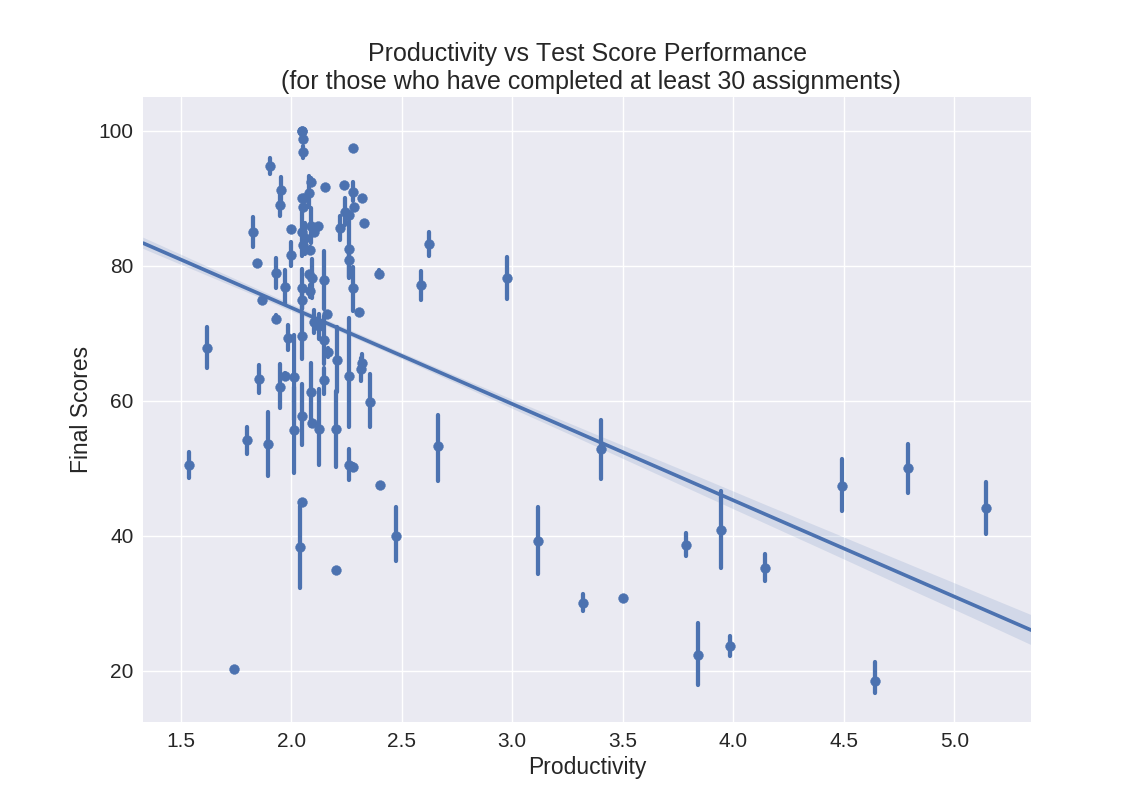 Productivity vs Test Score Performance
(for those who have completed at least 30 assignments)
100
80
60
40
20
Final Scores
1.5 2.0 2.5 3.0 3.5 4.0 4.5 5.0
Productivity